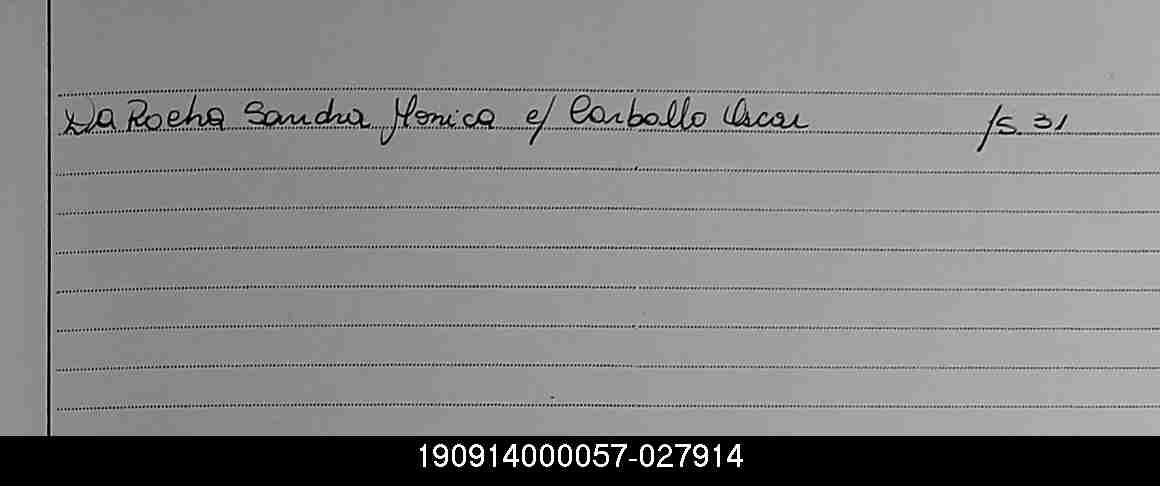 Da Rocha Sandra Monica c/ Carballo Oscar fs. 31
190914000057-027914